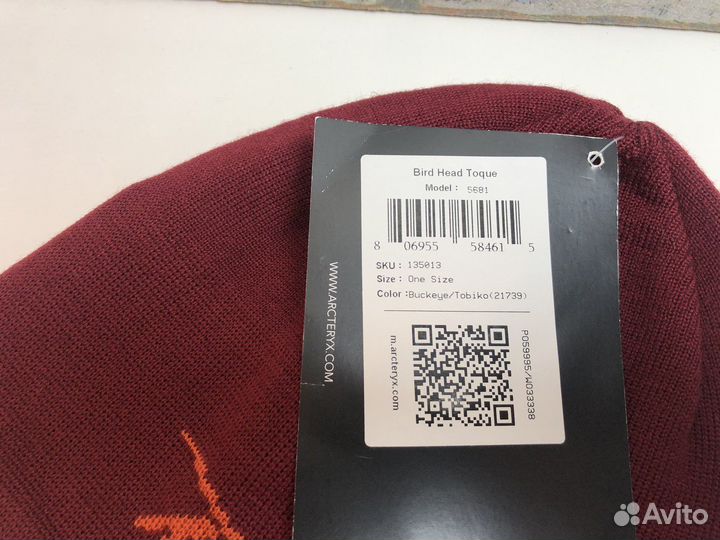 Bird Head Toque
Model : 5681
8 06955 58461 5
SKU : 135013
Size : One Size
Color :Buckeye/Tobiko(21739)
m.arcteryx.com
PO59995/WO33338
WWW.ARCTERYX.COM
Avito